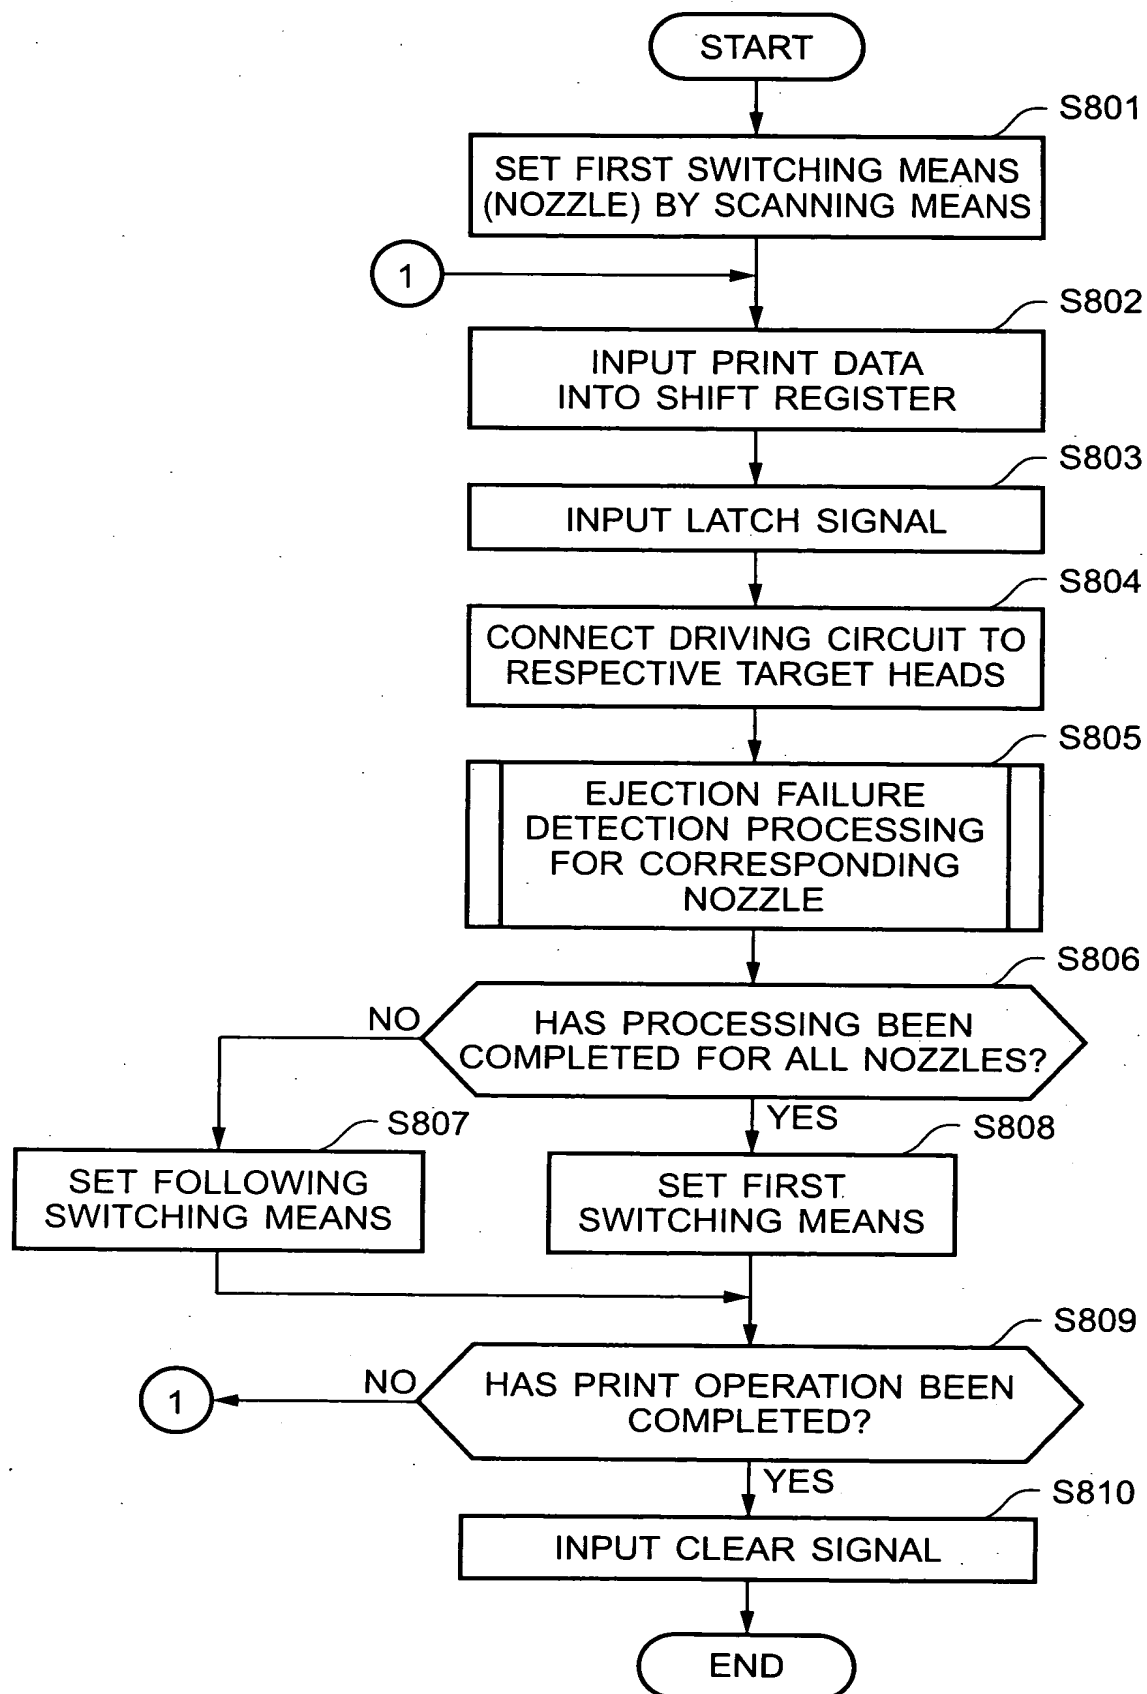 START
S801
SET FIRST SWITCHING MEANS
(NOZZLE) BY SCANNING MEANS
1
S802
INPUT PRINT DATA
INTO SHIFT REGISTER
S803
INPUT LATCH SIGNAL
S804
CONNECT DRIVING CIRCUIT TO
RESPECTIVE TARGET HEADS
S805
EJECTION FAILURE
DETECTION PROCESSING
FOR CORRESPONDING
NOZZLE
S806
HAS PROCESSING BEEN
COMPLETED FOR ALL NOZZLES?
NO
YES
S807
SET FOLLOWING
SWITCHING MEANS
S808
SET FIRST
SWITCHING MEANS
S809
HAS PRINT OPERATION BEEN
COMPLETED?
NO
1
YES
S810
INPUT CLEAR SIGNAL
END